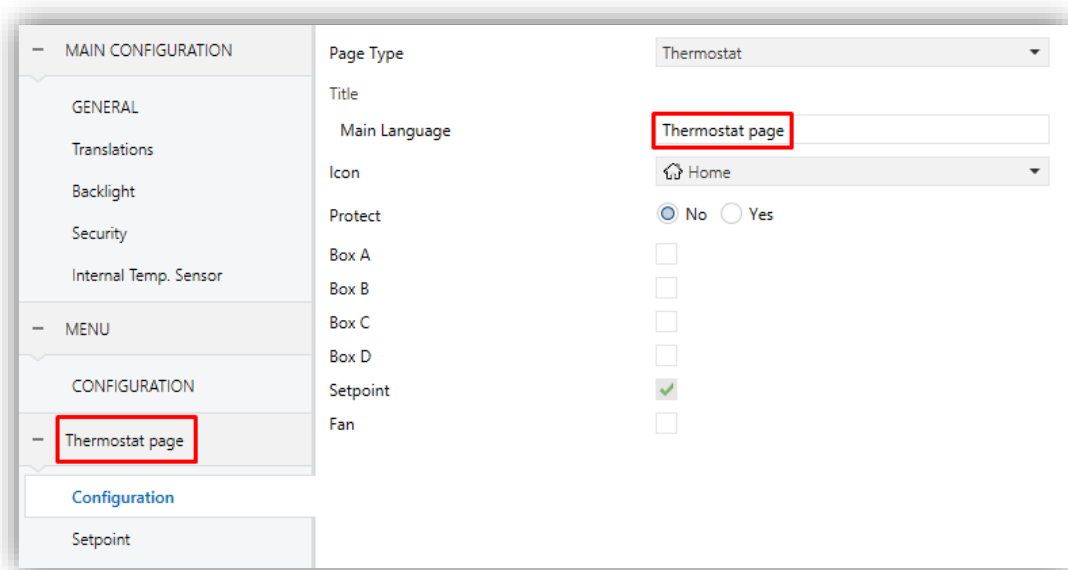 MAIN CONFIGURATION
GENERAL
Translations
Backlight
Security
Internal Temp. Sensor
MENU
CONFIGURATION
Thermostat page
Configuration
Setpoint
Page Type Thermostat
Title
Main Language Thermostat page
Icon Home
Protect No Yes
Box A
Box B
Box C
Box D
Setpoint
Fan